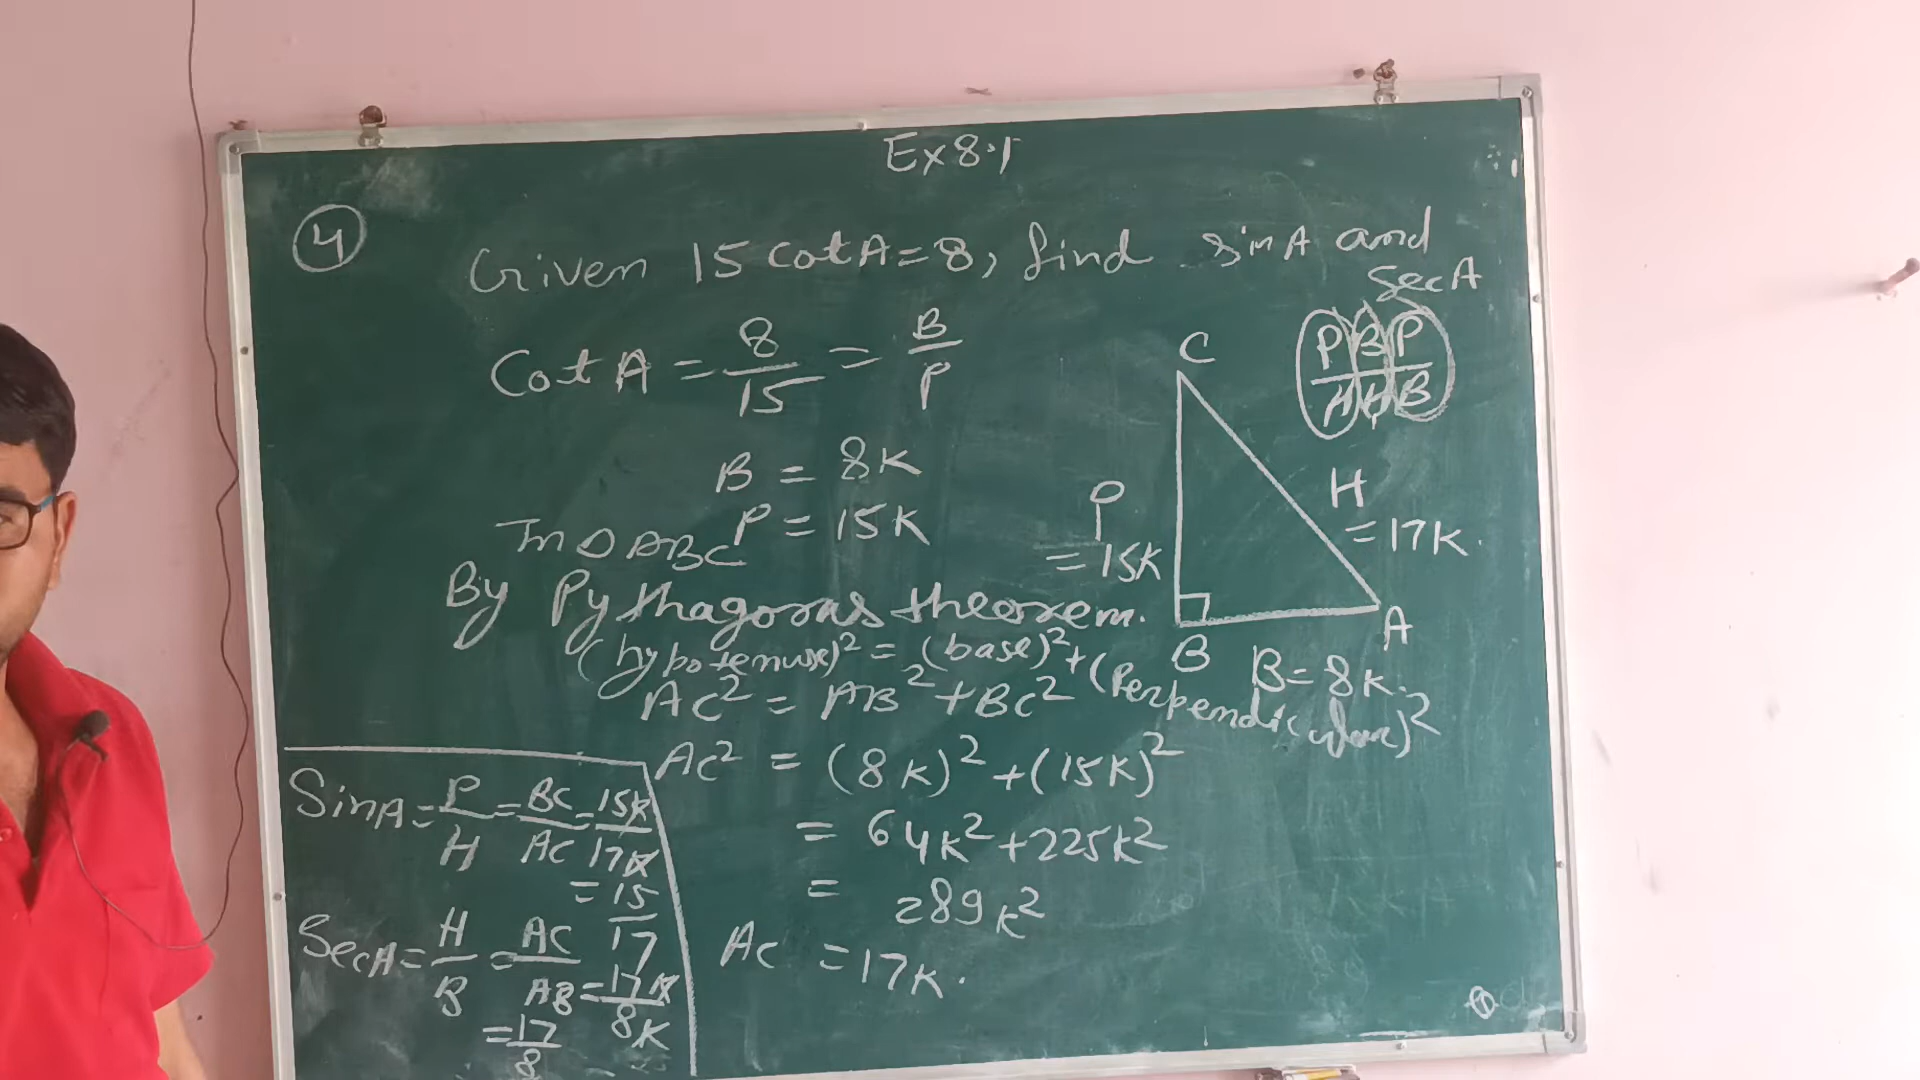 Ex 8.1
4
Given 15 cot A = 8, find sin A and
sec A
Cot A = 8/15 = B/P
B = 8K
P = 15K
In △ ABC
By Pythagoras theorem.
(hypotenuse)² = (base)² + (Perpendicular)²
AC² = AB² + BC²
AC² = (8K)² + (15K)²
= 64K² + 225K²
= 289K²
AC = 17K.
P B P
H H B
C
P
= 15K
H
= 17K.
B
A
B = 8K.
Sin A = P/H = BC/AC = 15K/17K
= 15/17
Sec A = H/B = AC/AB = 17K/8K
= 17/8